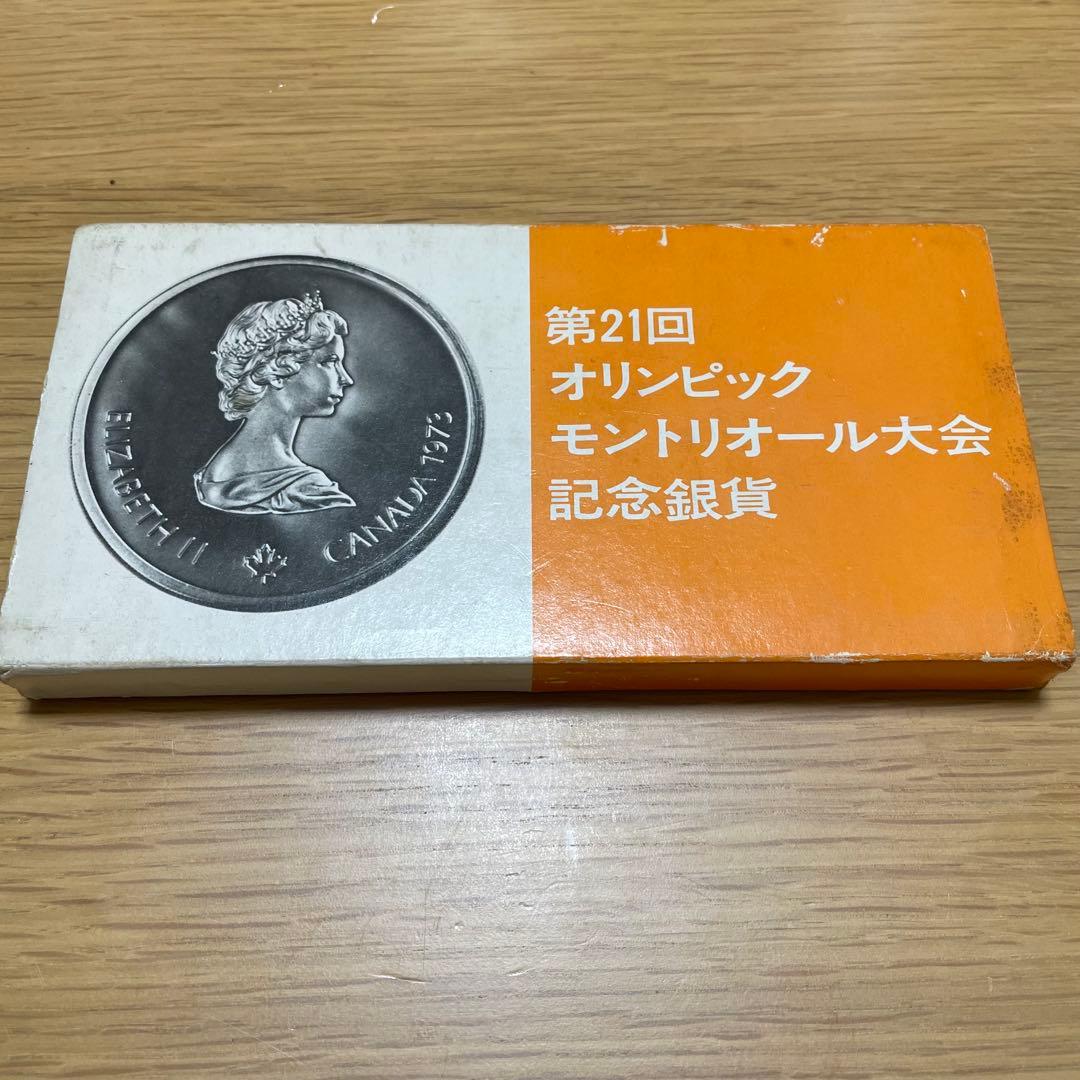 ELIZABETH II
CANADA 1973
第21回
オリンピック
モントリオール大会
記念銀貨